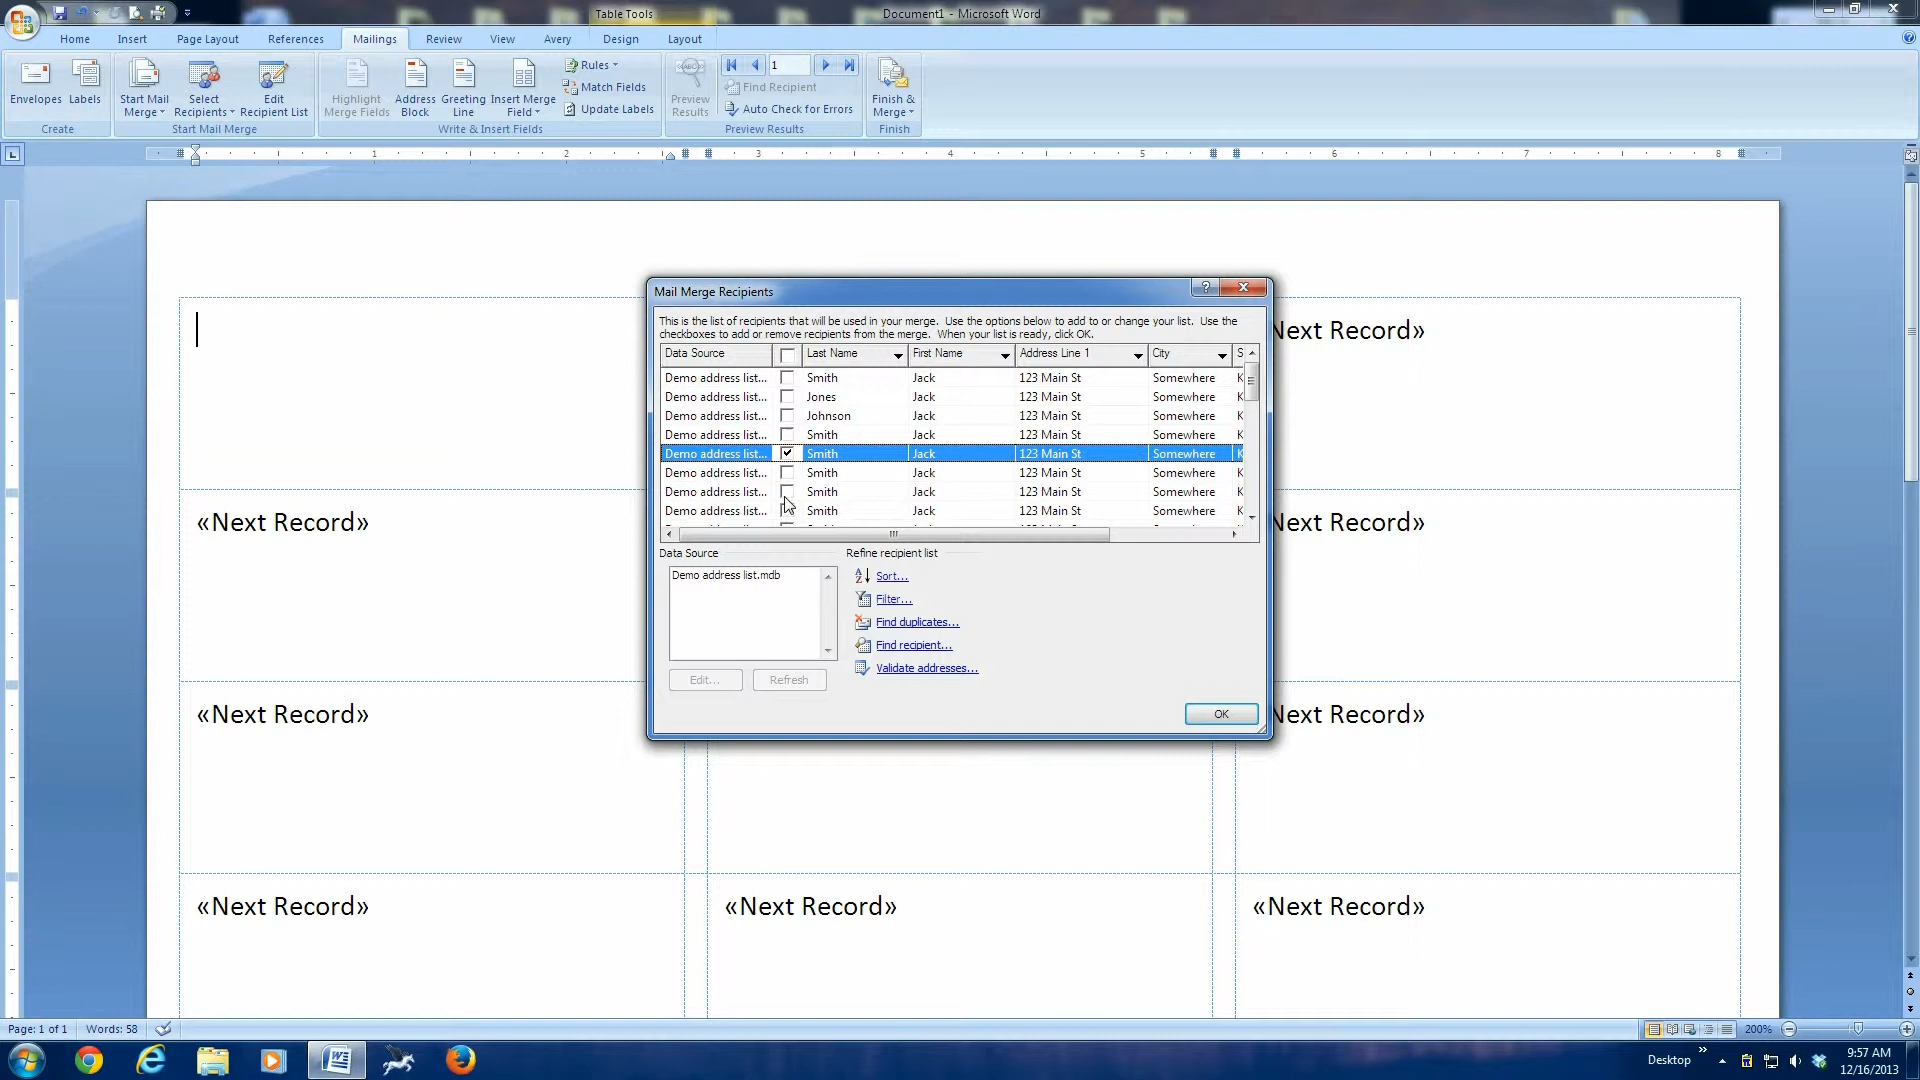 Table Tools
Document1 - Microsoft Word
Home Insert Page Layout References Mailings Review View Avery Design Layout
Envelopes
Labels
Create
Start Mail Merge
Select Recipients
Edit Recipient List
Start Mail Merge
Highlight Merge Fields
Address Block
Greeting Line
Insert Merge Field
Rules
Match Fields
Update Labels
Write & Insert Fields
Preview Results
1
Find Recipient
Auto Check for Errors
Preview Results
Finish & Merge
Finish
1 2 3 4 5 6 7 8
Mail Merge Recipients
This is the list of recipients that will be used in your merge. Use the options below to add to or change your list. Use the
checkboxes to add or remove recipients from the merge. When your list is ready, click OK.
Data Source Last Name First Name Address Line 1 City S
Demo address list... Smith Jack 123 Main St Somewhere K
Demo address list... Jones Jack 123 Main St Somewhere K
Demo address list... Johnson Jack 123 Main St Somewhere K
Demo address list... Smith Jack 123 Main St Somewhere K
Demo address list... Smith Jack 123 Main St Somewhere K
Demo address list... Smith Jack 123 Main St Somewhere K
Demo address list... Smith Jack 123 Main St Somewhere K
Demo address list... Smith Jack 123 Main St Somewhere K
Data Source
Demo address list.mdb
Edit... Refresh
Refine recipient list
Sort...
Filter...
Find duplicates...
Find recipient...
Validate addresses...
OK
Next Record»
«Next Record» Next Record»
«Next Record» Next Record»
«Next Record» «Next Record» «Next Record»
Page: 1 of 1 Words: 58 200%
Desktop
9:57 AM
12/16/2013